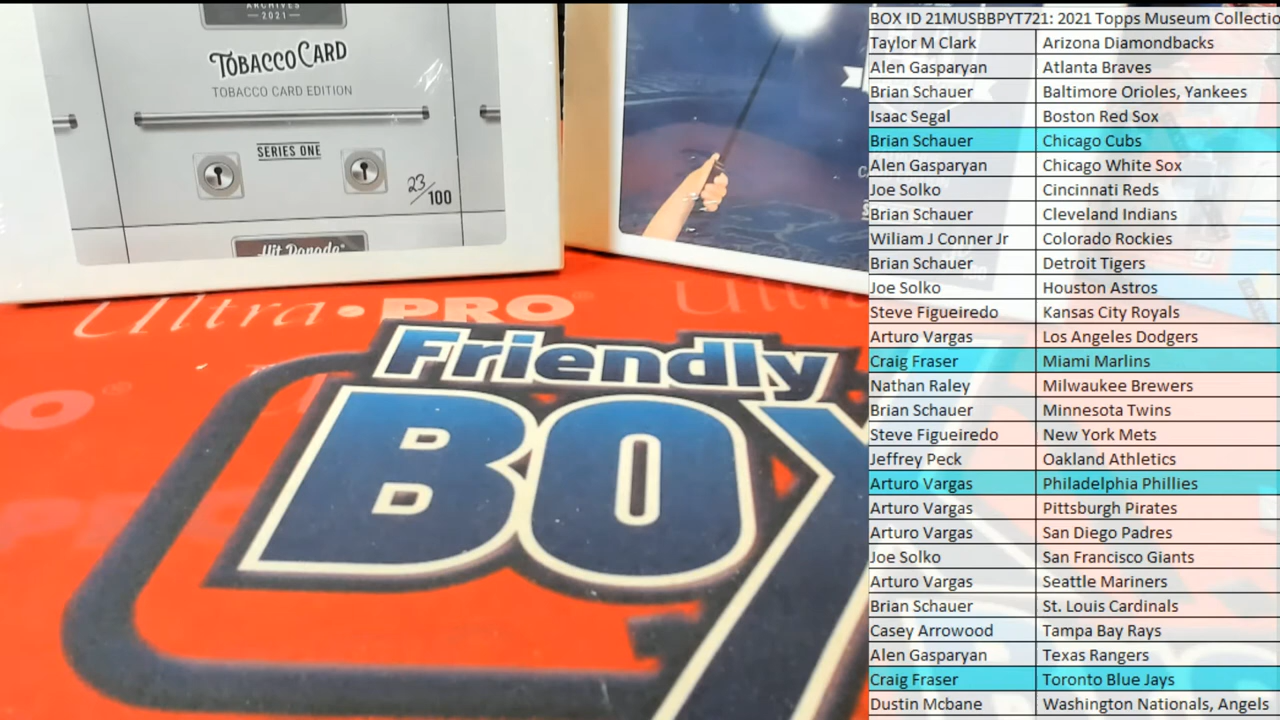 ARCHIVES
2021
TOBACCO CARD
TOBACCO CARD EDITION
SERIES ONE
23/100
Hit Parade
Ultra PRO
Ultra
Friendly
BOX
BOX ID 21MUSBBPYT721: 2021 Topps Museum Collectio
Taylor M Clark Arizona Diamondbacks
Alen Gasparyan Atlanta Braves
Brian Schauer Baltimore Orioles, Yankees
Isaac Segal Boston Red Sox
Brian Schauer Chicago Cubs
Alen Gasparyan Chicago White Sox
Joe Solko Cincinnati Reds
Brian Schauer Cleveland Indians
Wiliam J Conner Jr Colorado Rockies
Brian Schauer Detroit Tigers
Joe Solko Houston Astros
Steve Figueiredo Kansas City Royals
Arturo Vargas Los Angeles Dodgers
Craig Fraser Miami Marlins
Nathan Raley Milwaukee Brewers
Brian Schauer Minnesota Twins
Steve Figueiredo New York Mets
Jeffrey Peck Oakland Athletics
Arturo Vargas Philadelphia Phillies
Arturo Vargas Pittsburgh Pirates
Arturo Vargas San Diego Padres
Joe Solko San Francisco Giants
Arturo Vargas Seattle Mariners
Brian Schauer St. Louis Cardinals
Casey Arrowood Tampa Bay Rays
Alen Gasparyan Texas Rangers
Craig Fraser Toronto Blue Jays
Dustin Mcbane Washington Nationals, Angels